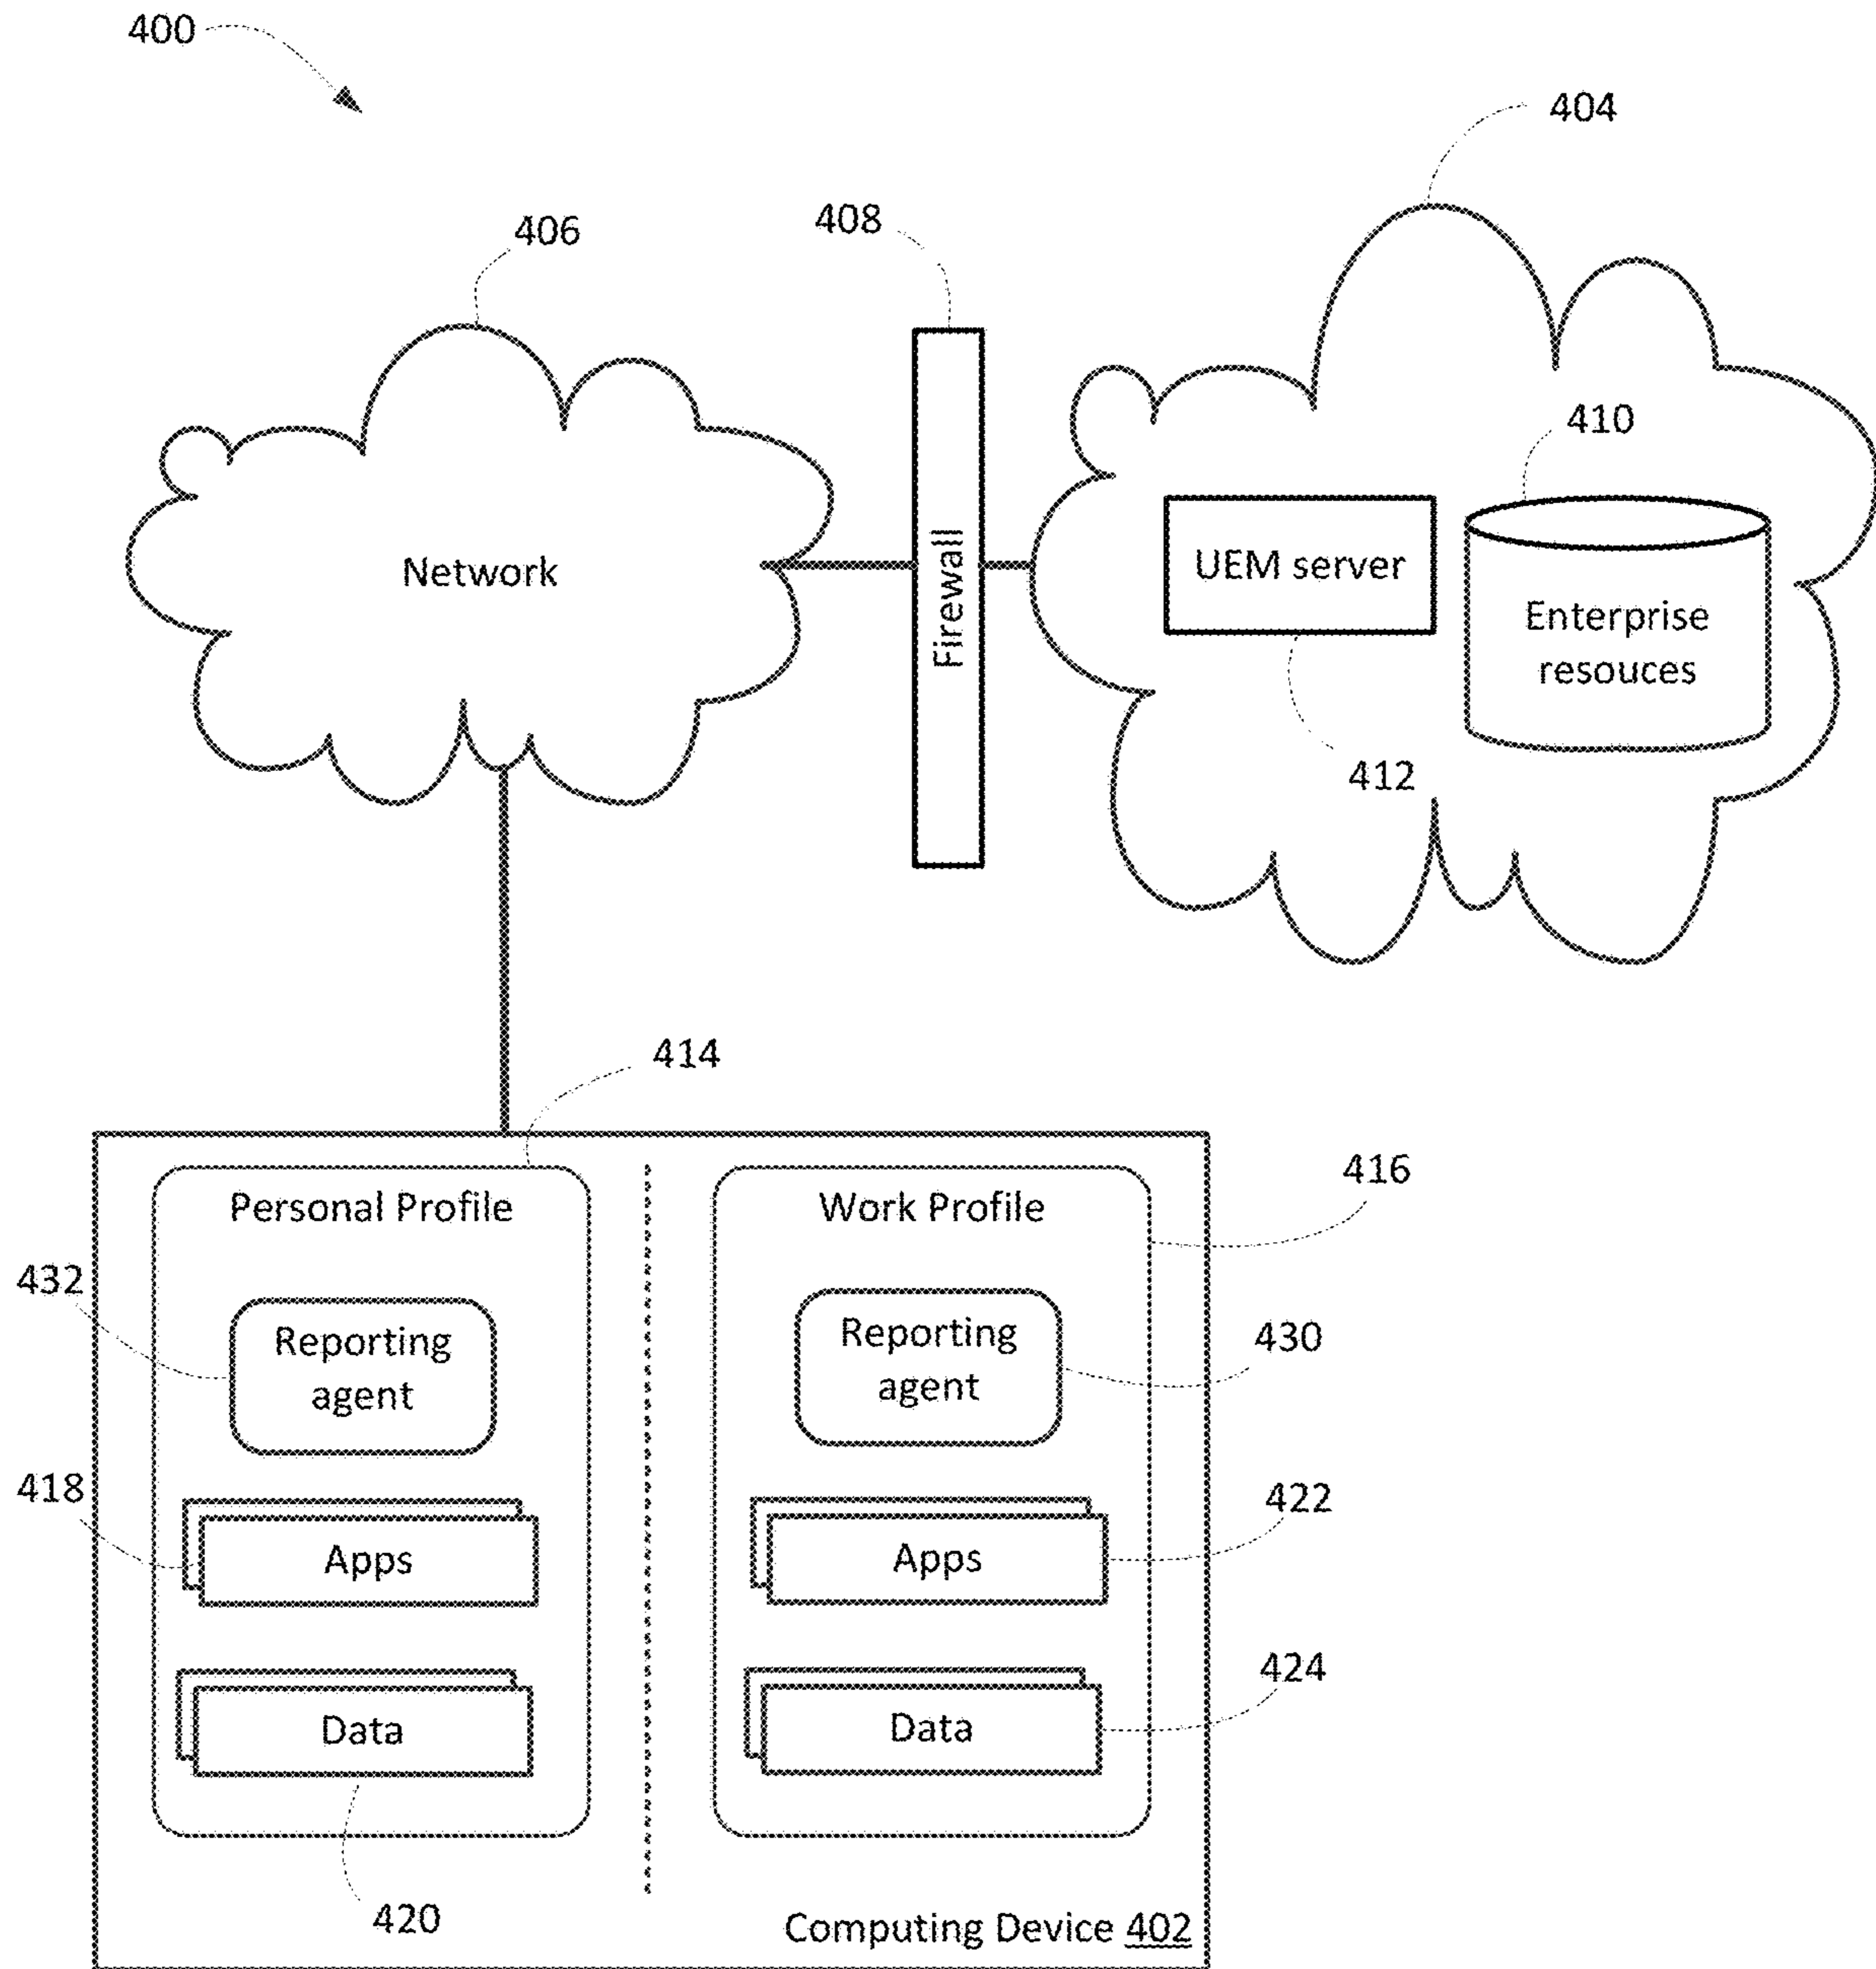 400
404
406
408
410
Network
Firewall
UEM server
Enterprise
resouces
412
414
Personal Profile
Work Profile
416
432
Reporting
agent
Reporting
agent
430
418
Apps
Apps
422
Data
Data
424
420
Computing Device 402